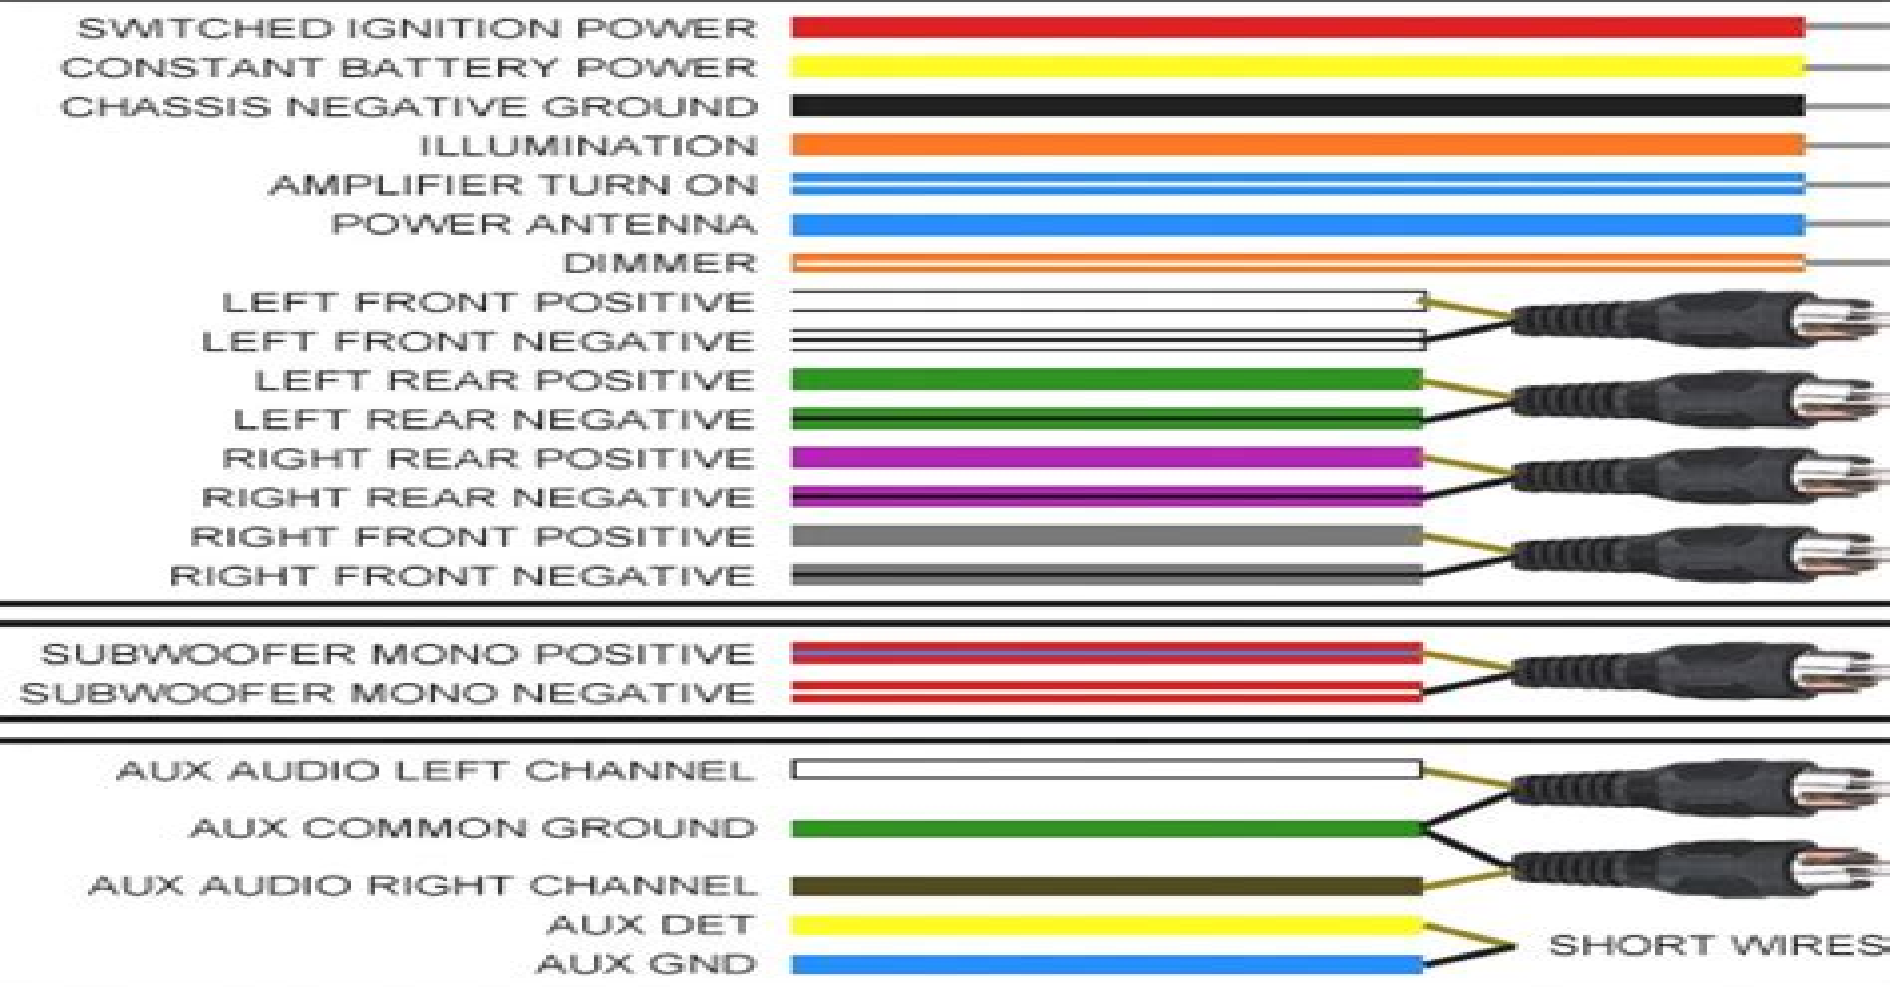 SWITCHED IGNITION POWER
CONSTANT BATTERY POWER
CHASSIS NEGATIVE GROUND
ILLUMINATION
AMPLIFIER TURN ON
POWER ANTENNA
DIMMER
LEFT FRONT POSITIVE
LEFT FRONT NEGATIVE
LEFT REAR POSITIVE
LEFT REAR NEGATIVE
RIGHT REAR POSITIVE
RIGHT REAR NEGATIVE
RIGHT FRONT POSITIVE
RIGHT FRONT NEGATIVE
SUBWOOFER MONO POSITIVE
SUBWOOFER MONO NEGATIVE
AUX AUDIO LEFT CHANNEL
AUX COMMON GROUND
AUX AUDIO RIGHT CHANNEL
AUX DET
SHORT WIRES
AUX GND